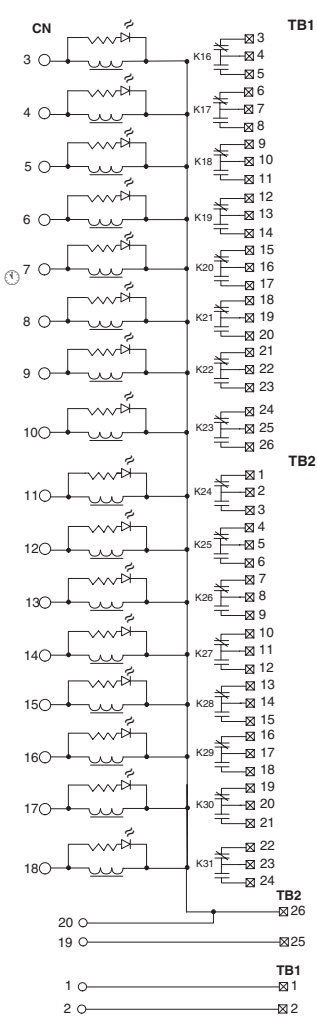 CN TB1
3 K16 3
4
5
4 K17 6
7
8
5 K18 9
10
11
6 K19 12
13
14
7 K20 15
16
17
8 K21 18
19
20
9 K22 21
22
23
10 K23 24
25
26
TB2
11 K24 1
2
3
12 K25 4
5
6
13 K26 7
8
9
14 K27 10
11
12
15 K28 13
14
15
16 K29 16
17
18
17 K30 19
20
21
18 K31 22
23
24
TB2
26
20
19 25
TB1
1 1
2 2